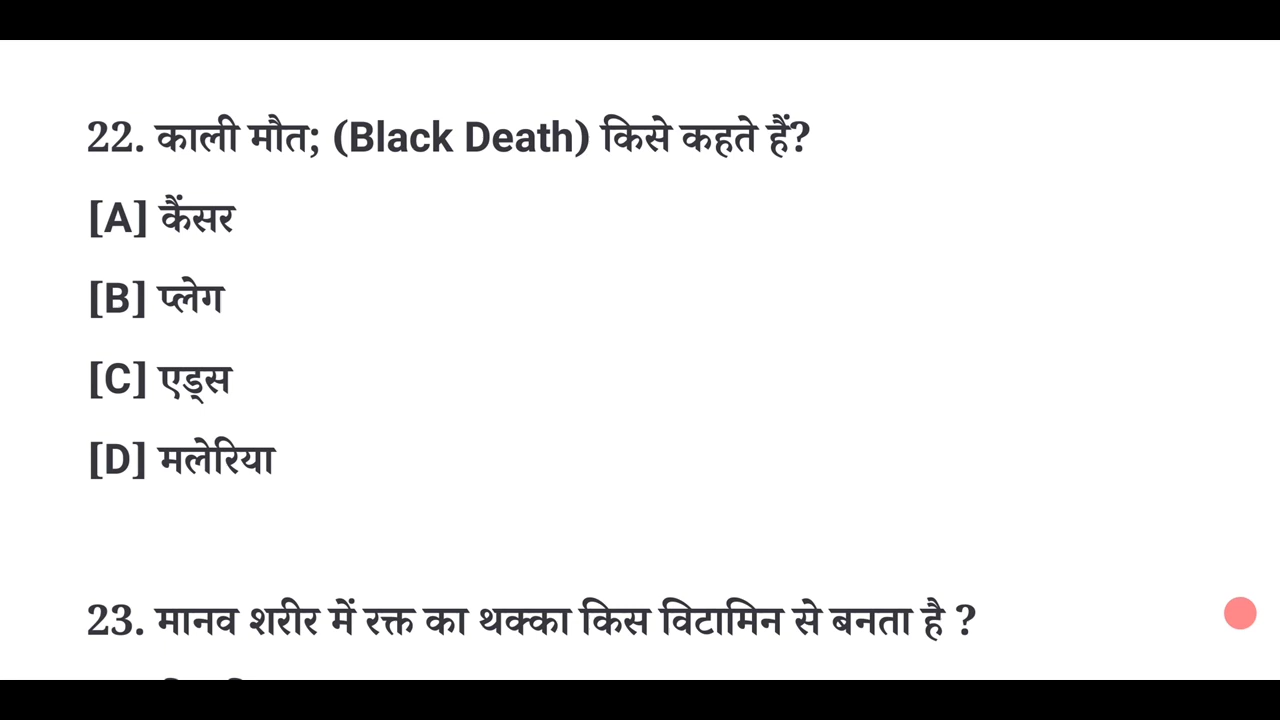 22. काली मौत; (Black Death) किसे कहते हैं?
[A] कैंसर
[B] प्लेग
[C] एड्स
[D] मलेरिया
23. मानव शरीर में रक्त का थक्का किस विटामिन से बनता है ?